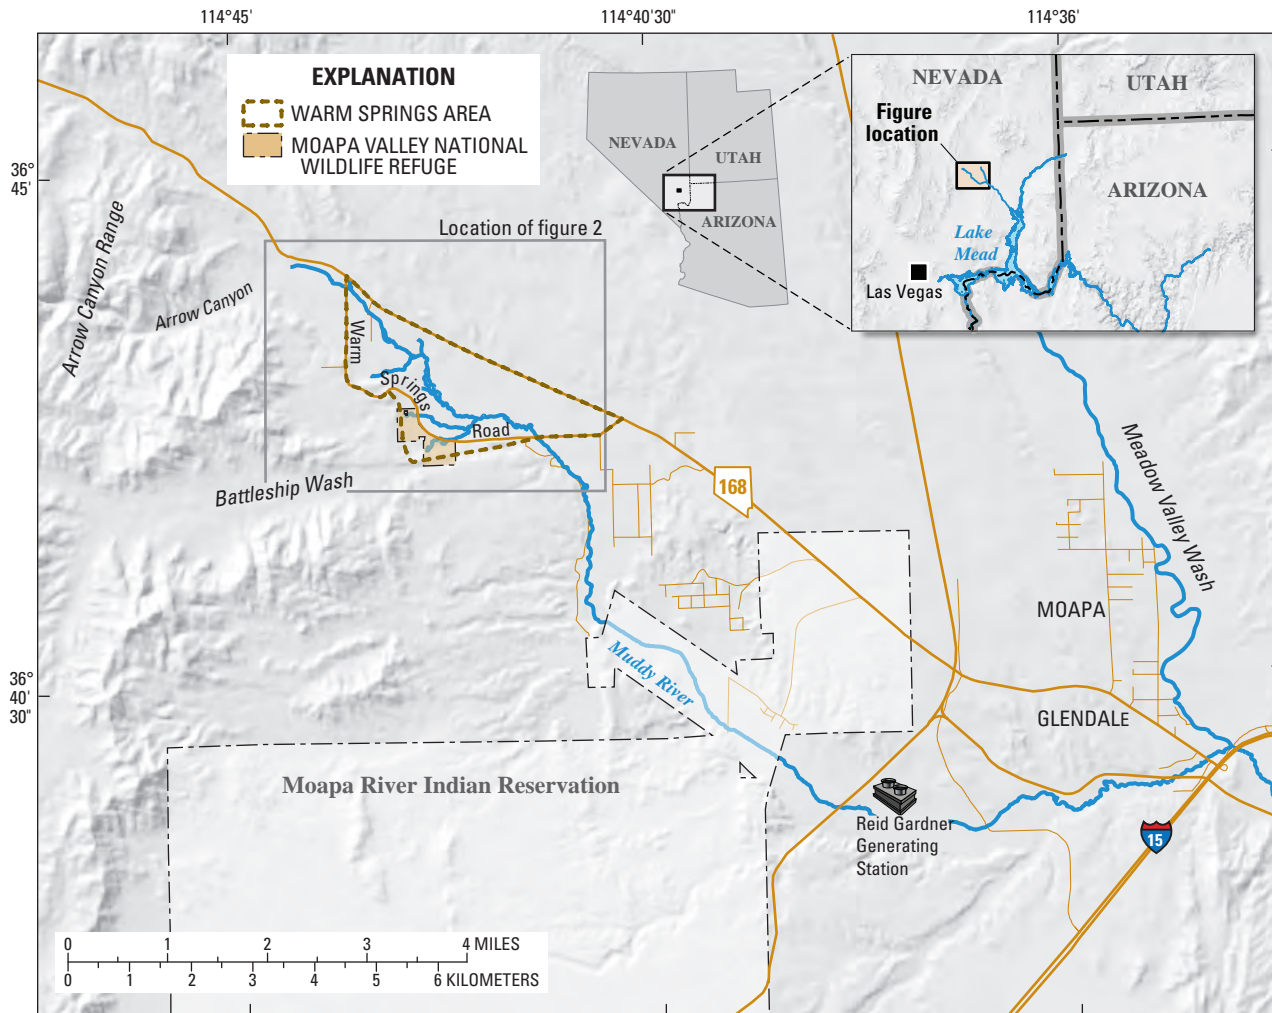 114°45'
114°40'30"
114°36'
36°
45'
36°
40'
30"
EXPLANATION
WARM SPRINGS AREA
MOAPA VALLEY NATIONAL
WILDLIFE REFUGE
NEVADA
UTAH
ARIZONA
NEVADA
UTAH
Figure
location
ARIZONA
Lake
Mead
Las Vegas
Location of figure 2
Arrow Canyon Range
Arrow Canyon
Warm
Springs
Road
Battleship Wash
168
Meadow Valley Wash
MOAPA
Muddy River
GLENDALE
Moapa River Indian Reservation
Reid Gardner
Generating
Station
15
0 1 2 3 4 MILES
0 1 2 3 4 5 6 KILOMETERS